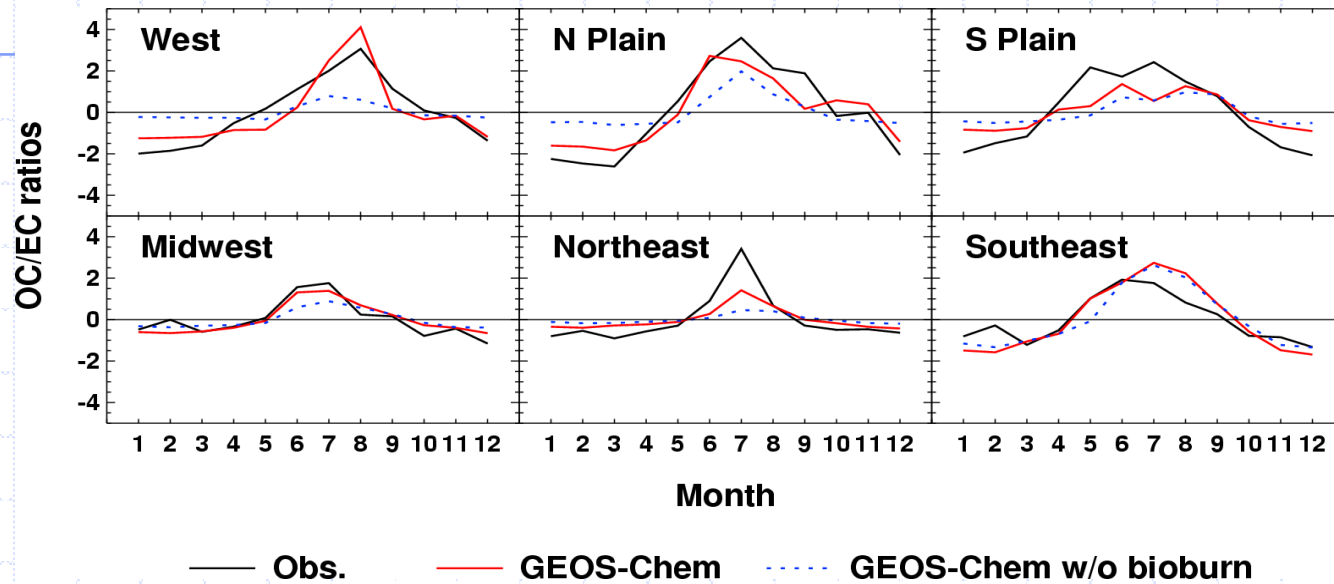 West
N Plain
S Plain
4
2
0
-2
-4
Midwest
Northeast
Southeast
4
2
0
-2
-4
OC/EC ratios
1 2 3 4 5 6 7 8 9 10 11 12
1 2 3 4 5 6 7 8 9 10 11 12
1 2 3 4 5 6 7 8 9 10 11 12
Month
Obs.
GEOS-Chem
GEOS-Chem w/o bioburn